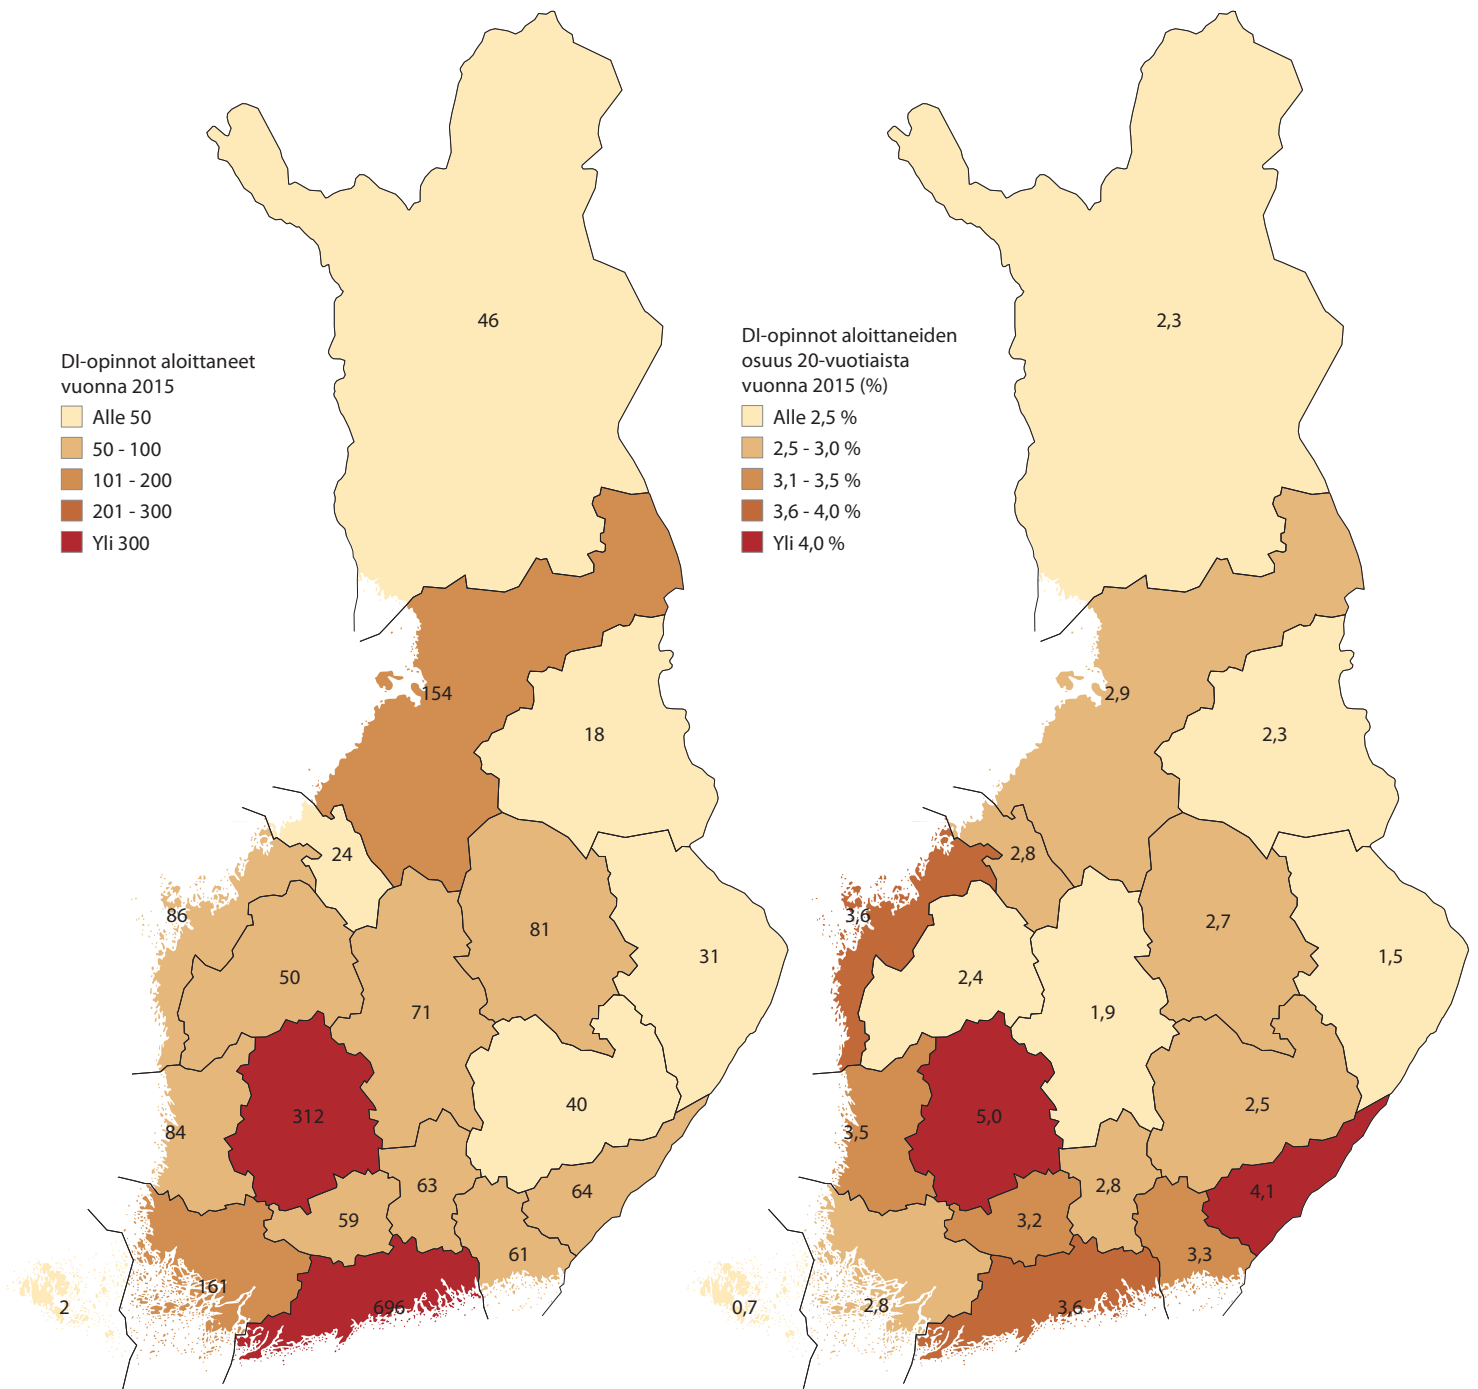 DI-opinnot aloittaneet
vuonna 2015
Alle 50
50 - 100
101 - 200
201 - 300
Yli 300
46
154
18
24
86
81
31
50
71
312
40
84
63
64
59
61
161
2
696
DI-opinnot aloittaneiden
osuus 20-vuotiaista
vuonna 2015 (%)
Alle 2,5 %
2,5 - 3,0 %
3,1 - 3,5 %
3,6 - 4,0 %
Yli 4,0 %
2,3
2,9
2,3
2,8
3,6
2,7
1,5
2,4
1,9
5,0
2,5
3,5
2,8
4,1
3,2
3,3
2,8
0,7
3,6